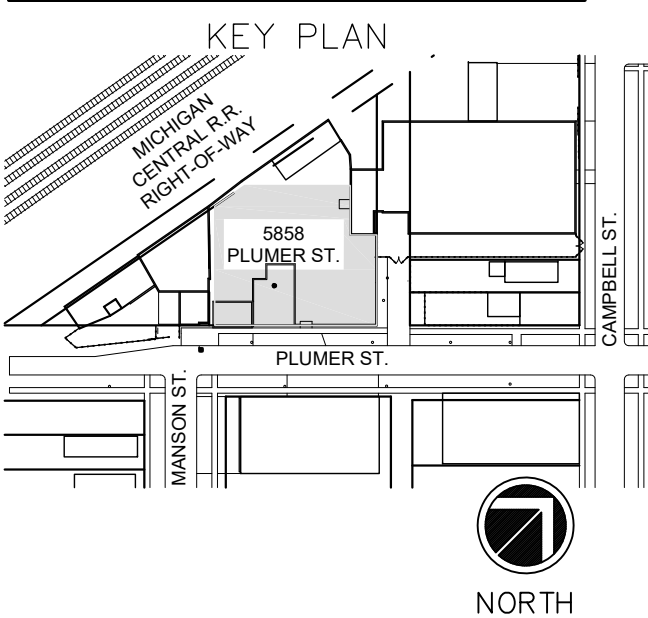 KEY PLAN
MICHIGAN
CENTRAL R.R.
RIGHT-OF-WAY
5858
PLUMER ST.
CAMPBELL ST.
PLUMER ST.
MANSON ST.
NORTH